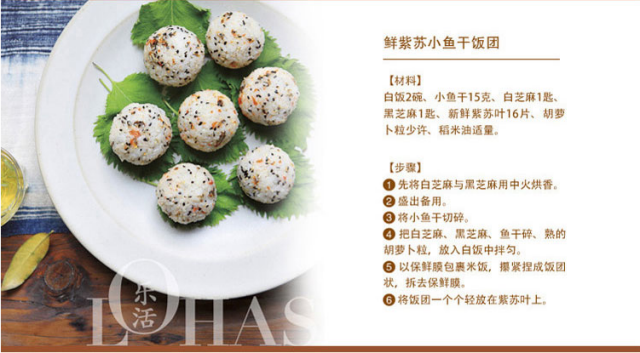 鲜紫苏小鱼干饭团
【材料】
白饭2碗、小鱼干15克、白芝麻1匙、
黑芝麻1匙、新鲜紫苏叶16片、胡萝
卜粒少许、稻米油适量。
【步骤】
❶ 先将白芝麻与黑芝麻用中火烘香。
❷ 盛出备用。
❸ 将小鱼干切碎。
❹ 把白芝麻、黑芝麻、鱼干碎、熟的
胡萝卜粒，放入白饭中拌匀。
❺ 以保鲜膜包裹米饭，攥紧捏成饭团
状，拆去保鲜膜。
❻ 将饭团一个个轻放在紫苏叶上。
乐活
LOHAS